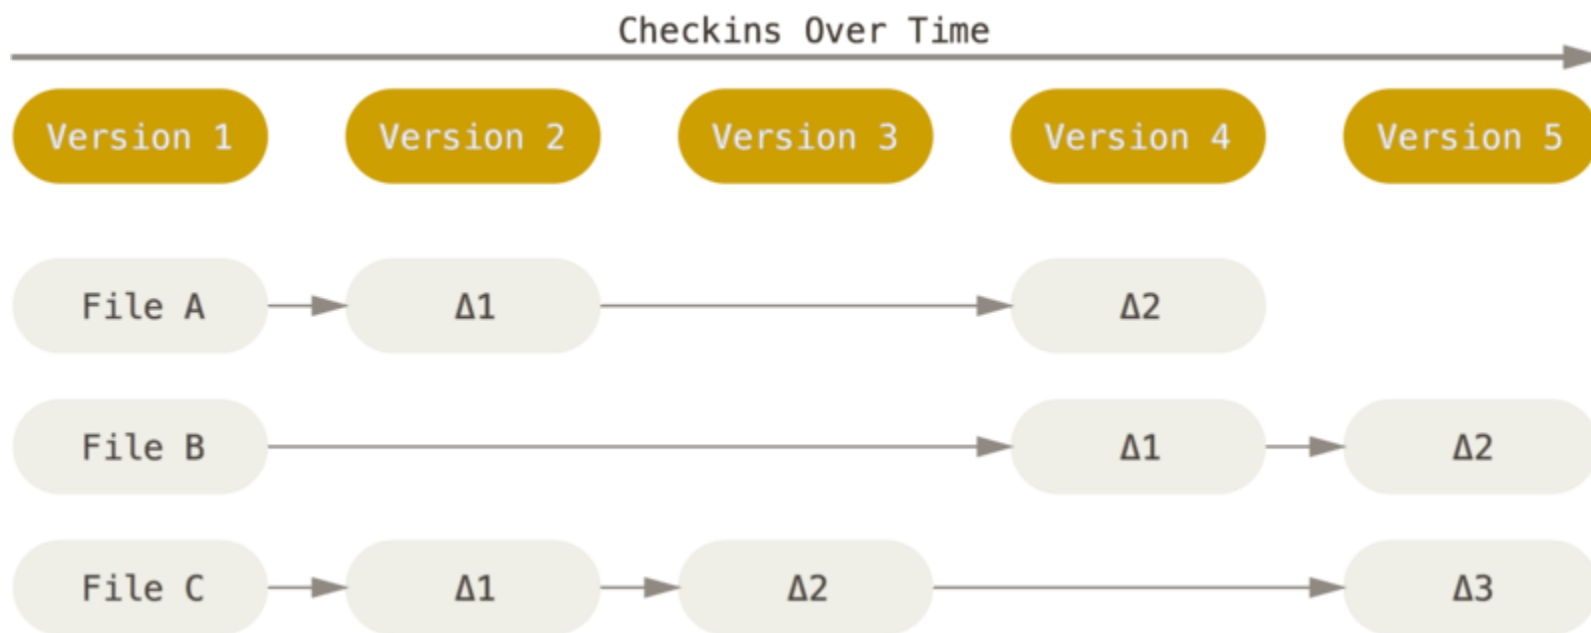 Checkins Over Time
Version 1 Version 2 Version 3 Version 4 Version 5
File A Δ1 Δ2
File B Δ1 Δ2
File C Δ1 Δ2 Δ3